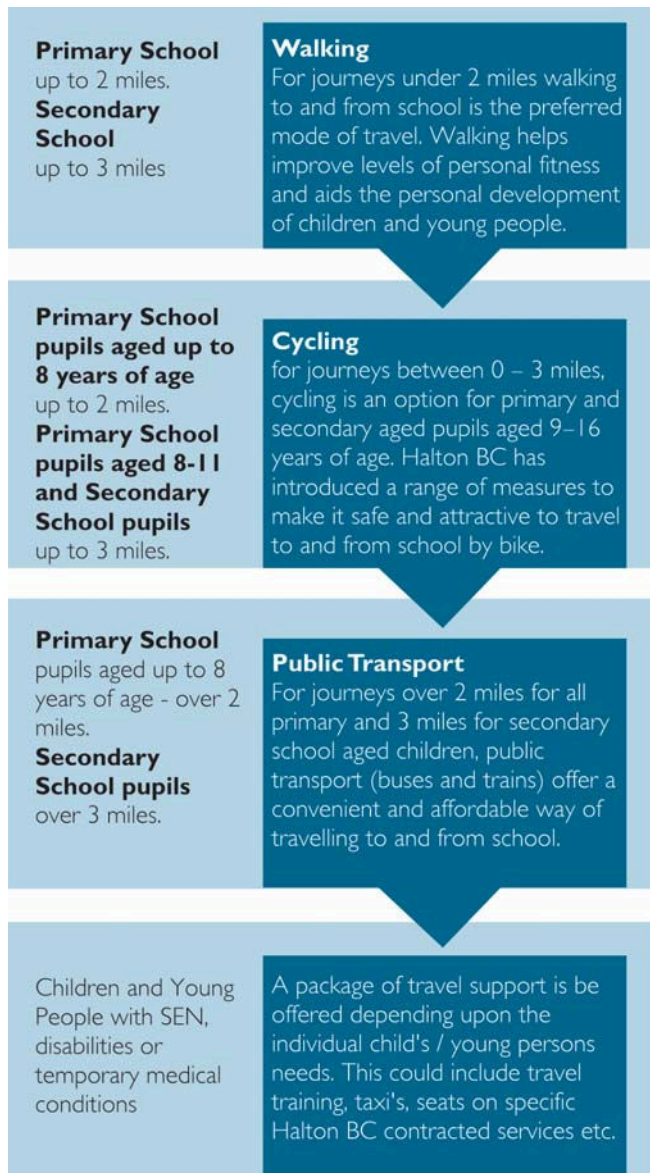 Primary School
up to 2 miles.
Secondary
School
up to 3 miles
Walking
For journeys under 2 miles walking
to and from school is the preferred
mode of travel. Walking helps
improve levels of personal fitness
and aids the personal development
of children and young people.
Primary School
pupils aged up to
8 years of age
up to 2 miles.
Primary School
pupils aged 8-11
and Secondary
School pupils
up to 3 miles.
Cycling
for journeys between 0 – 3 miles,
cycling is an option for primary and
secondary aged pupils aged 9–16
years of age. Halton BC has
introduced a range of measures to
make it safe and attractive to travel
to and from school by bike.
Primary School
pupils aged up to 8
years of age - over 2
miles.
Secondary
School pupils
over 3 miles.
Public Transport
For journeys over 2 miles for all
primary and 3 miles for secondary
school aged children, public
transport (buses and trains) offer a
convenient and affordable way of
travelling to and from school.
Children and Young
People with SEN,
disabilities or
temporary medical
conditions
A package of travel support is be
offered depending upon the
individual child's / young persons
needs. This could include travel
training, taxi's, seats on specific
Halton BC contracted services etc.